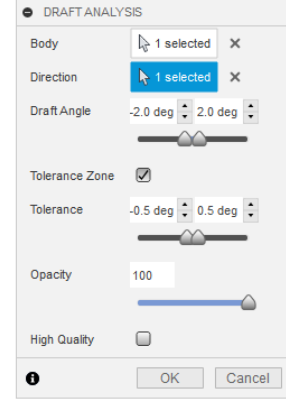 DRAFT ANALYSIS
Body 1 selected
Direction 1 selected
Draft Angle -2.0 deg 2.0 deg
Tolerance Zone
Tolerance -0.5 deg 0.5 deg
Opacity 100
High Quality
OK Cancel